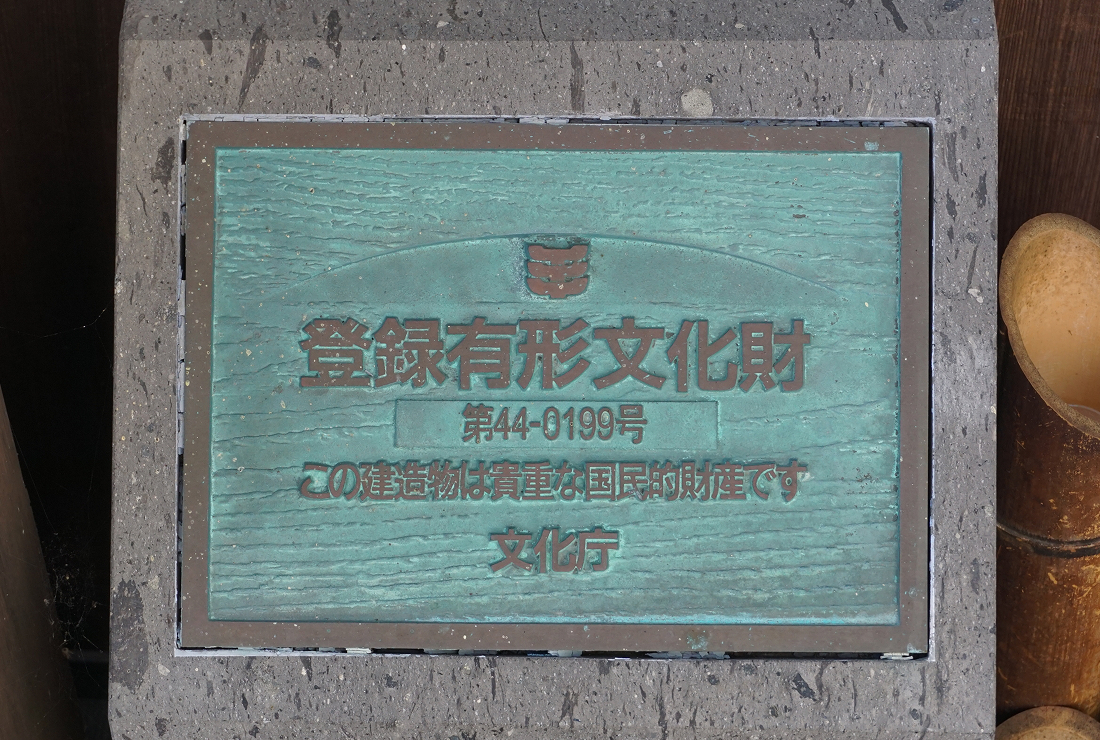 登録有形文化財
第44-0199号
この建造物は貴重な国民的財産です
文化庁